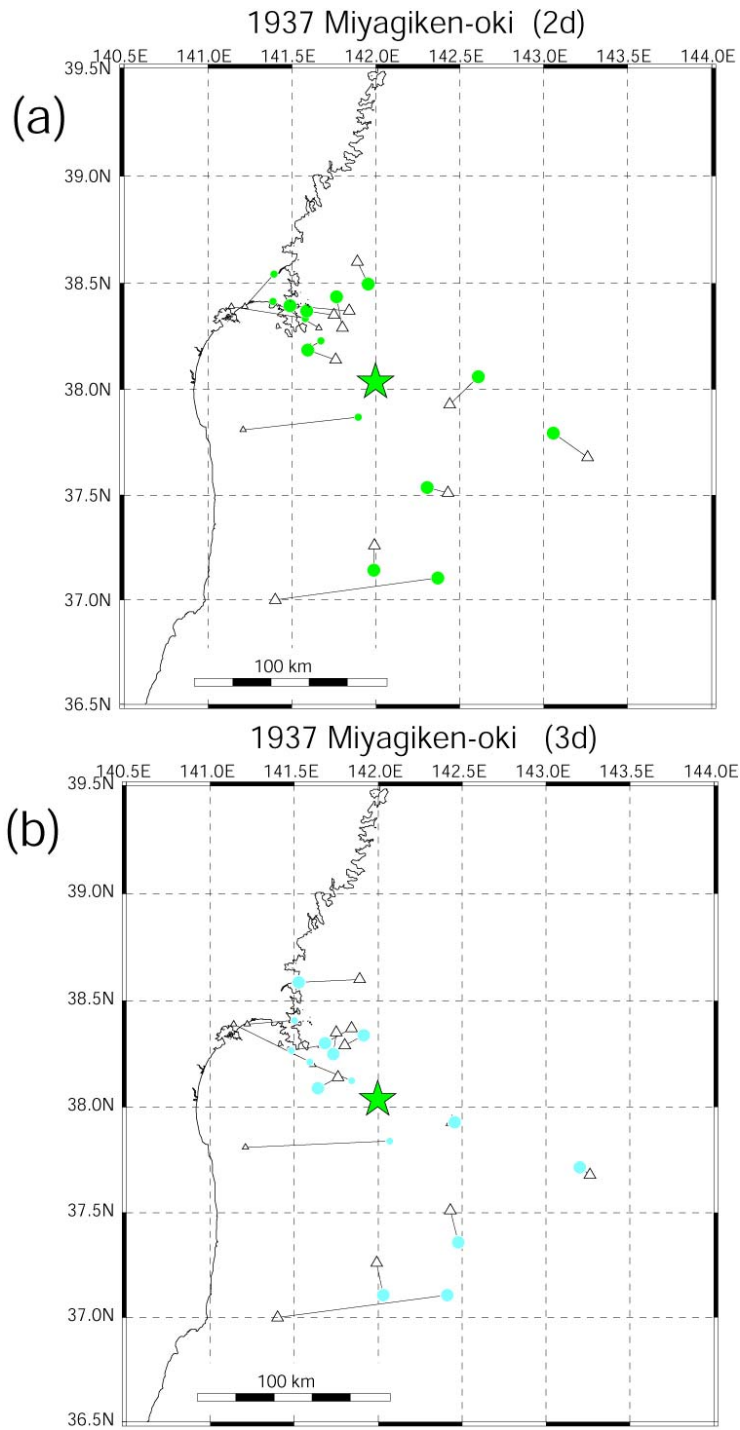 1937 Miyagiken-oki (2d)
140.5E 141.0E 141.5E 142.0E 142.5E 143.0E 143.5E 144.0E
39.5N
(a)
39.0N
38.5N
38.0N
37.5N
37.0N
100 km
36.5N
1937 Miyagiken-oki (3d)
140.5E 141.0E 141.5E 142.0E 142.5E 143.0E 143.5E 144.0E
39.5N
(b)
39.0N
38.5N
38.0N
37.5N
37.0N
100 km
36.5N